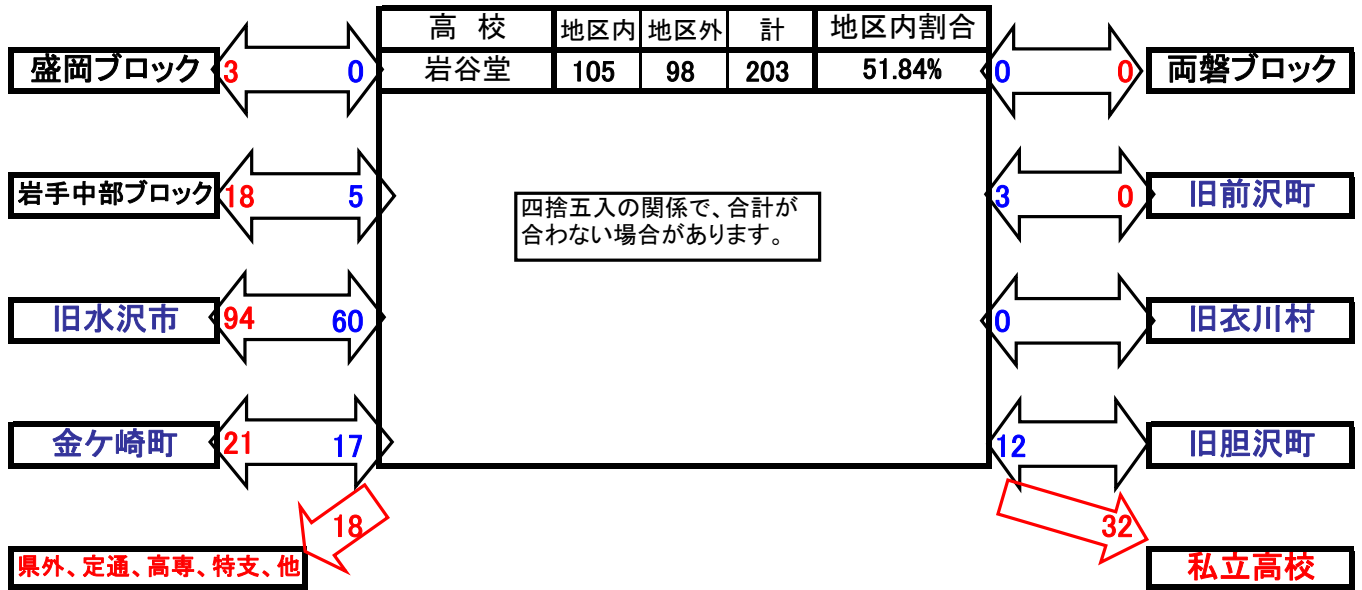 高 校 地区内 地区外 計 地区内割合
岩谷堂 105 98 203 51.84%
盛岡ブロック 3 0
0 0 両磐ブロック
岩手中部ブロック 18 5
3 0 旧前沢町
四捨五入の関係で、合計が
合わない場合があります。
旧水沢市 94 60
0 旧衣川村
金ケ崎町 21 17
12 旧胆沢町
18
32
県外、定通、高専、特支、他
私立高校